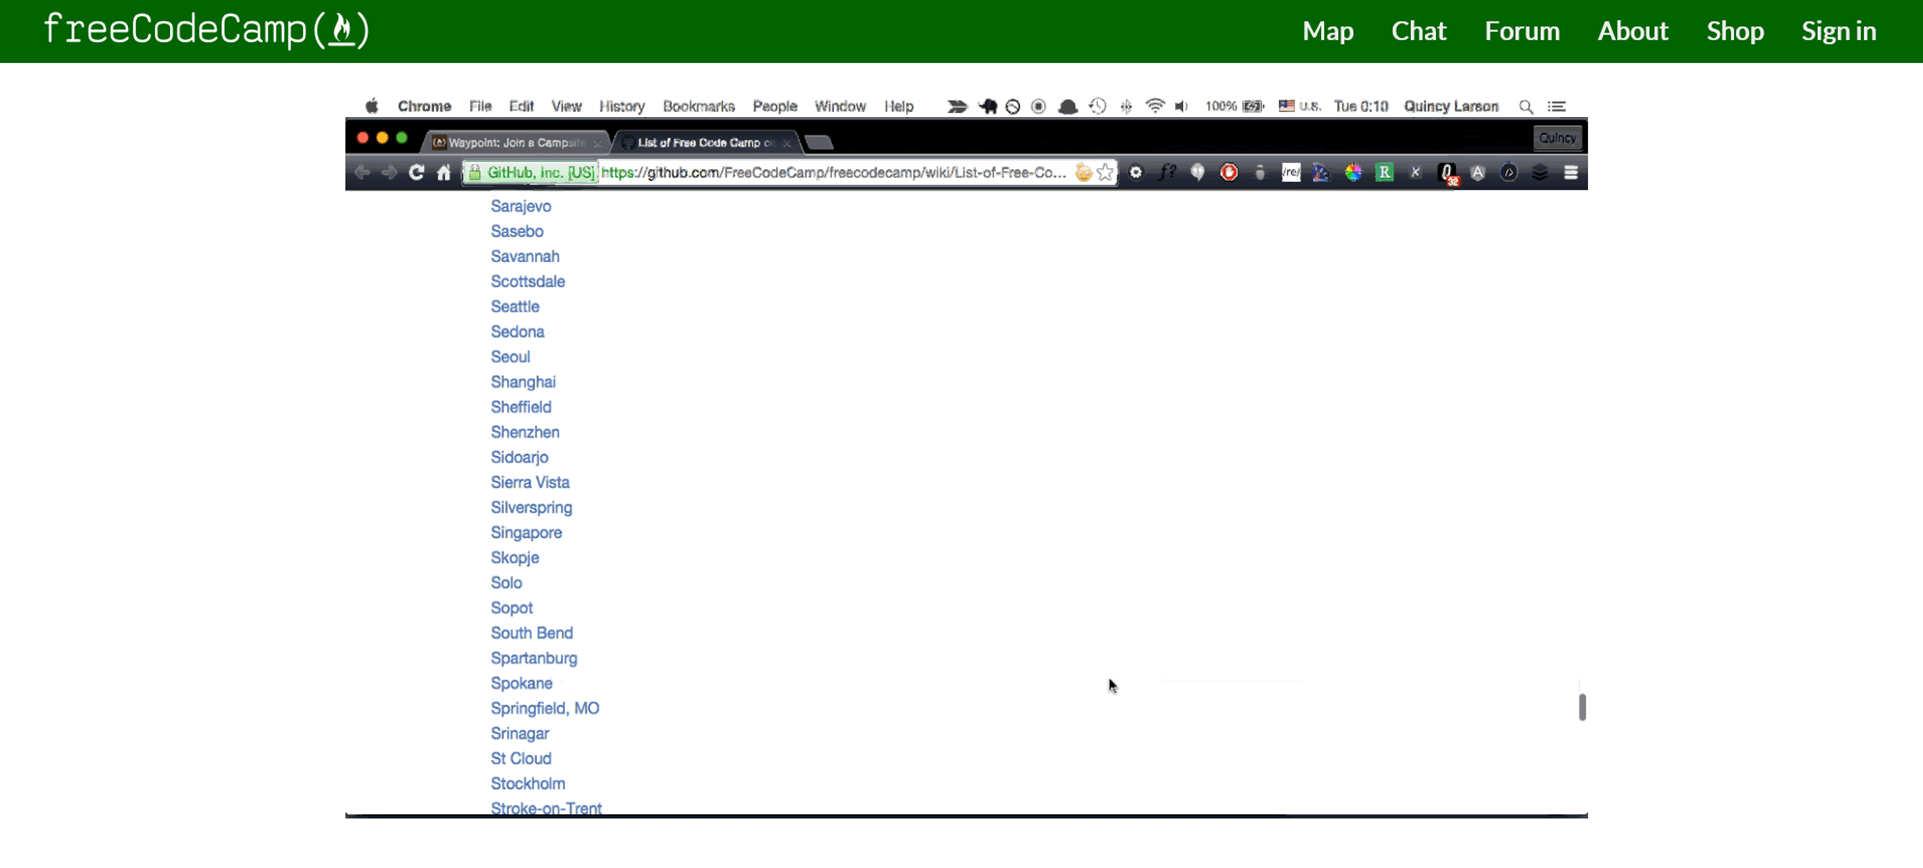 freeCodeCamp Map Chat Forum About Shop Sign in
Chrome File Edit View History Bookmarks People Window Help 100% U.S. Tue 0:10 Quincy Larson
Waypoint: Join a Campsite List of Free Code Camp Quincy
GitHub, Inc. [US] https://github.com/FreeCodeCamp/freecodecamp/wiki/List-of-Free-Co... f? /re/ R 32 A
Sarajevo
Sasebo
Savannah
Scottsdale
Seattle
Sedona
Seoul
Shanghai
Sheffield
Shenzhen
Sidoarjo
Sierra Vista
Silverspring
Singapore
Skopje
Solo
Sopot
South Bend
Spartanburg
Spokane
Springfield, MO
Srinagar
St Cloud
Stockholm
Stroke-on-Trent